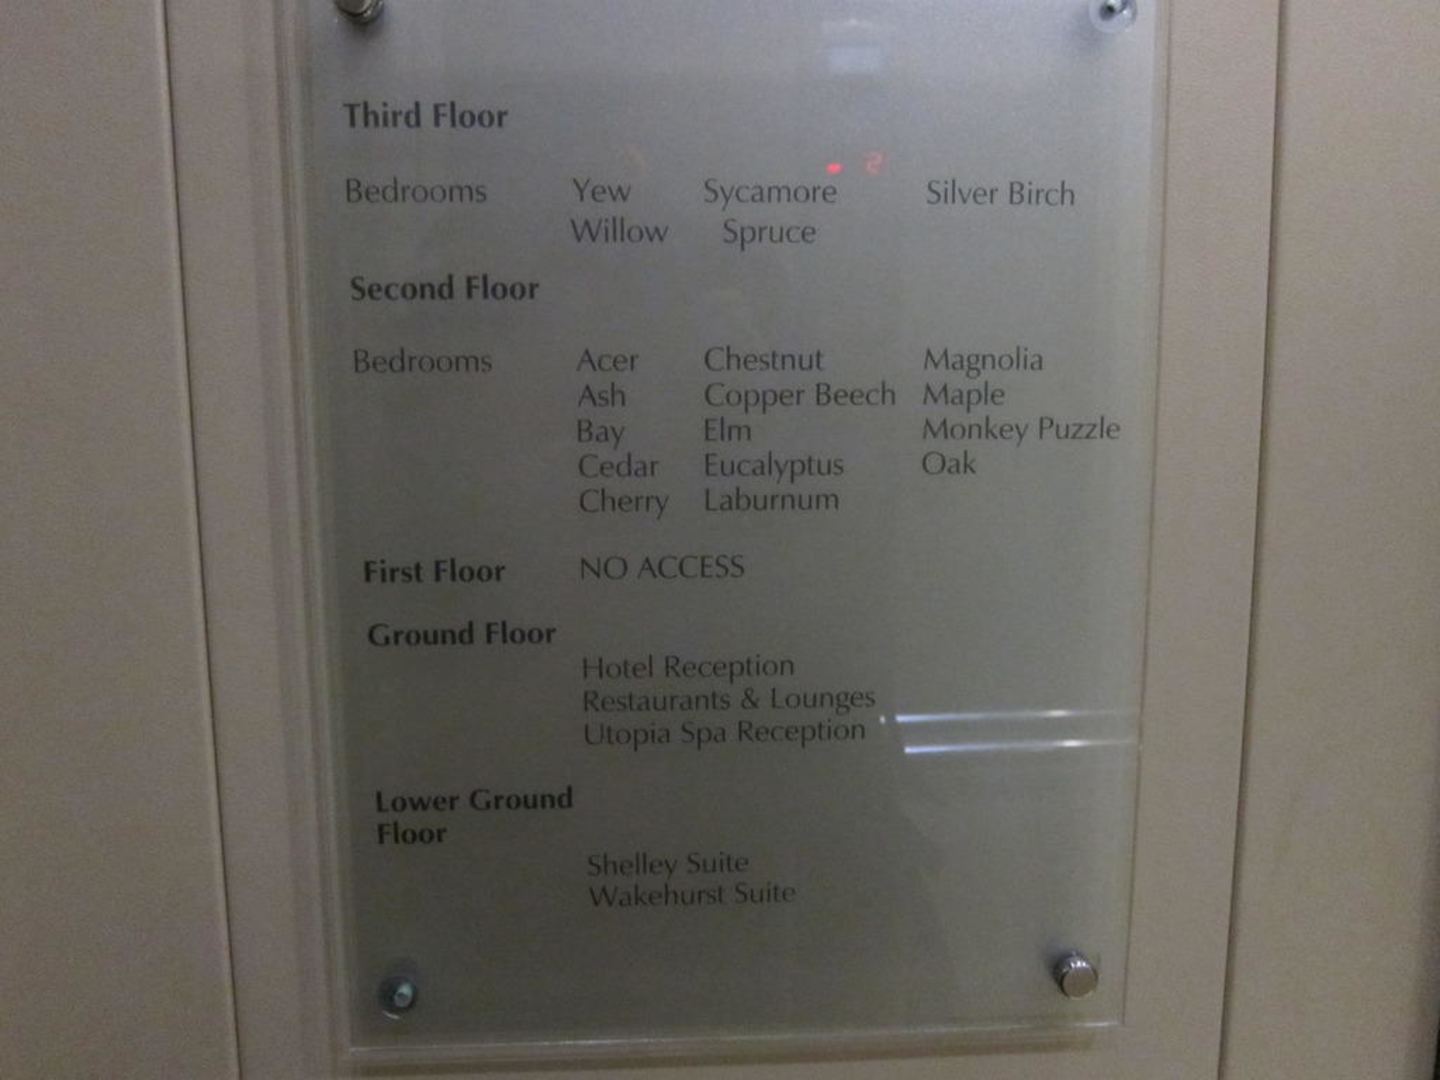 Third Floor
2
Bedrooms Yew Sycamore Silver Birch
Willow Spruce
Second Floor
Bedrooms Acer Chestnut Magnolia
Ash Copper Beech Maple
Bay Elm Monkey Puzzle
Cedar Eucalyptus Oak
Cherry Laburnum
First Floor NO ACCESS
Ground Floor
Hotel Reception
Restaurants & Lounges
Utopia Spa Reception
Lower Ground
Floor
Shelley Suite
Wakehurst Suite